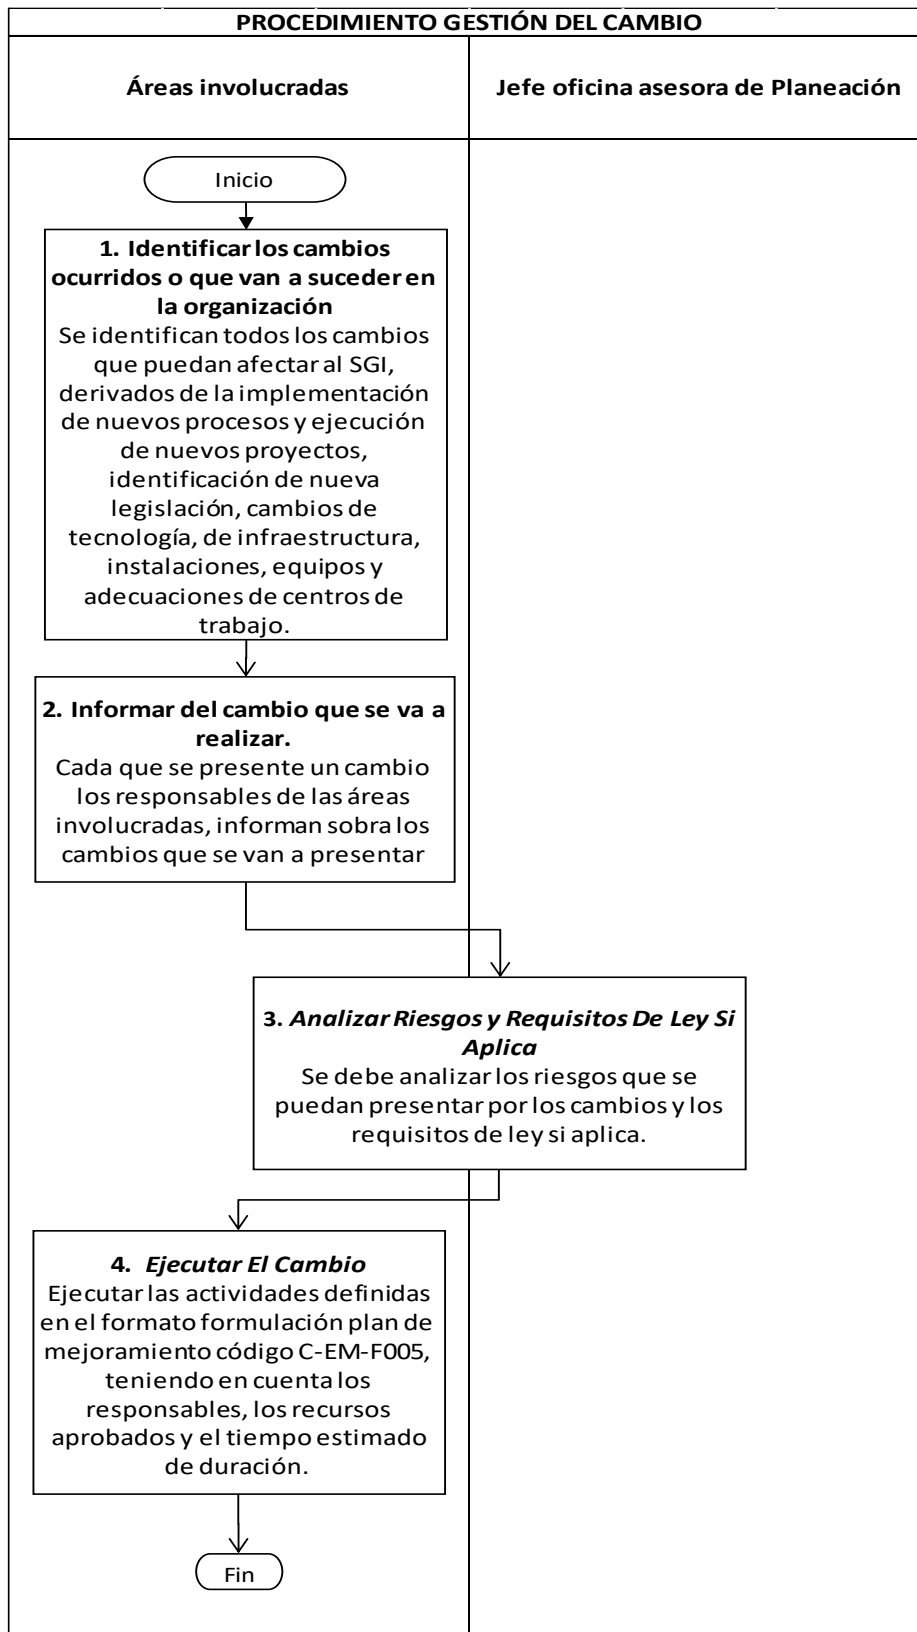 PROCEDIMIENTO GESTIÓN DEL CAMBIO
Áreas involucradas
Jefe oficina asesora de Planeación
Inicio
1. Identificar los cambios
ocurridos o que van a suceder en
la organización
Se identifican todos los cambios
que puedan afectar al SGI,
derivados de la implementación
de nuevos procesos y ejecución
de nuevos proyectos,
identificación de nueva
legislación, cambios de
tecnología, de infraestructura,
instalaciones, equipos y
adecuaciones de centros de
trabajo.
2. Informar del cambio que se va a
realizar.
Cada que se presente un cambio
los responsables de las áreas
involucradas, informan sobra los
cambios que se van a presentar
3. Analizar Riesgos y Requisitos De Ley Si
Aplica
Se debe analizar los riesgos que se
puedan presentar por los cambios y los
requisitos de ley si aplica.
4. Ejecutar El Cambio
Ejecutar las actividades definidas
en el formato formulación plan de
mejoramiento código C-EM-F005,
teniendo en cuenta los
responsables, los recursos
aprobados y el tiempo estimado
de duración.
Fin